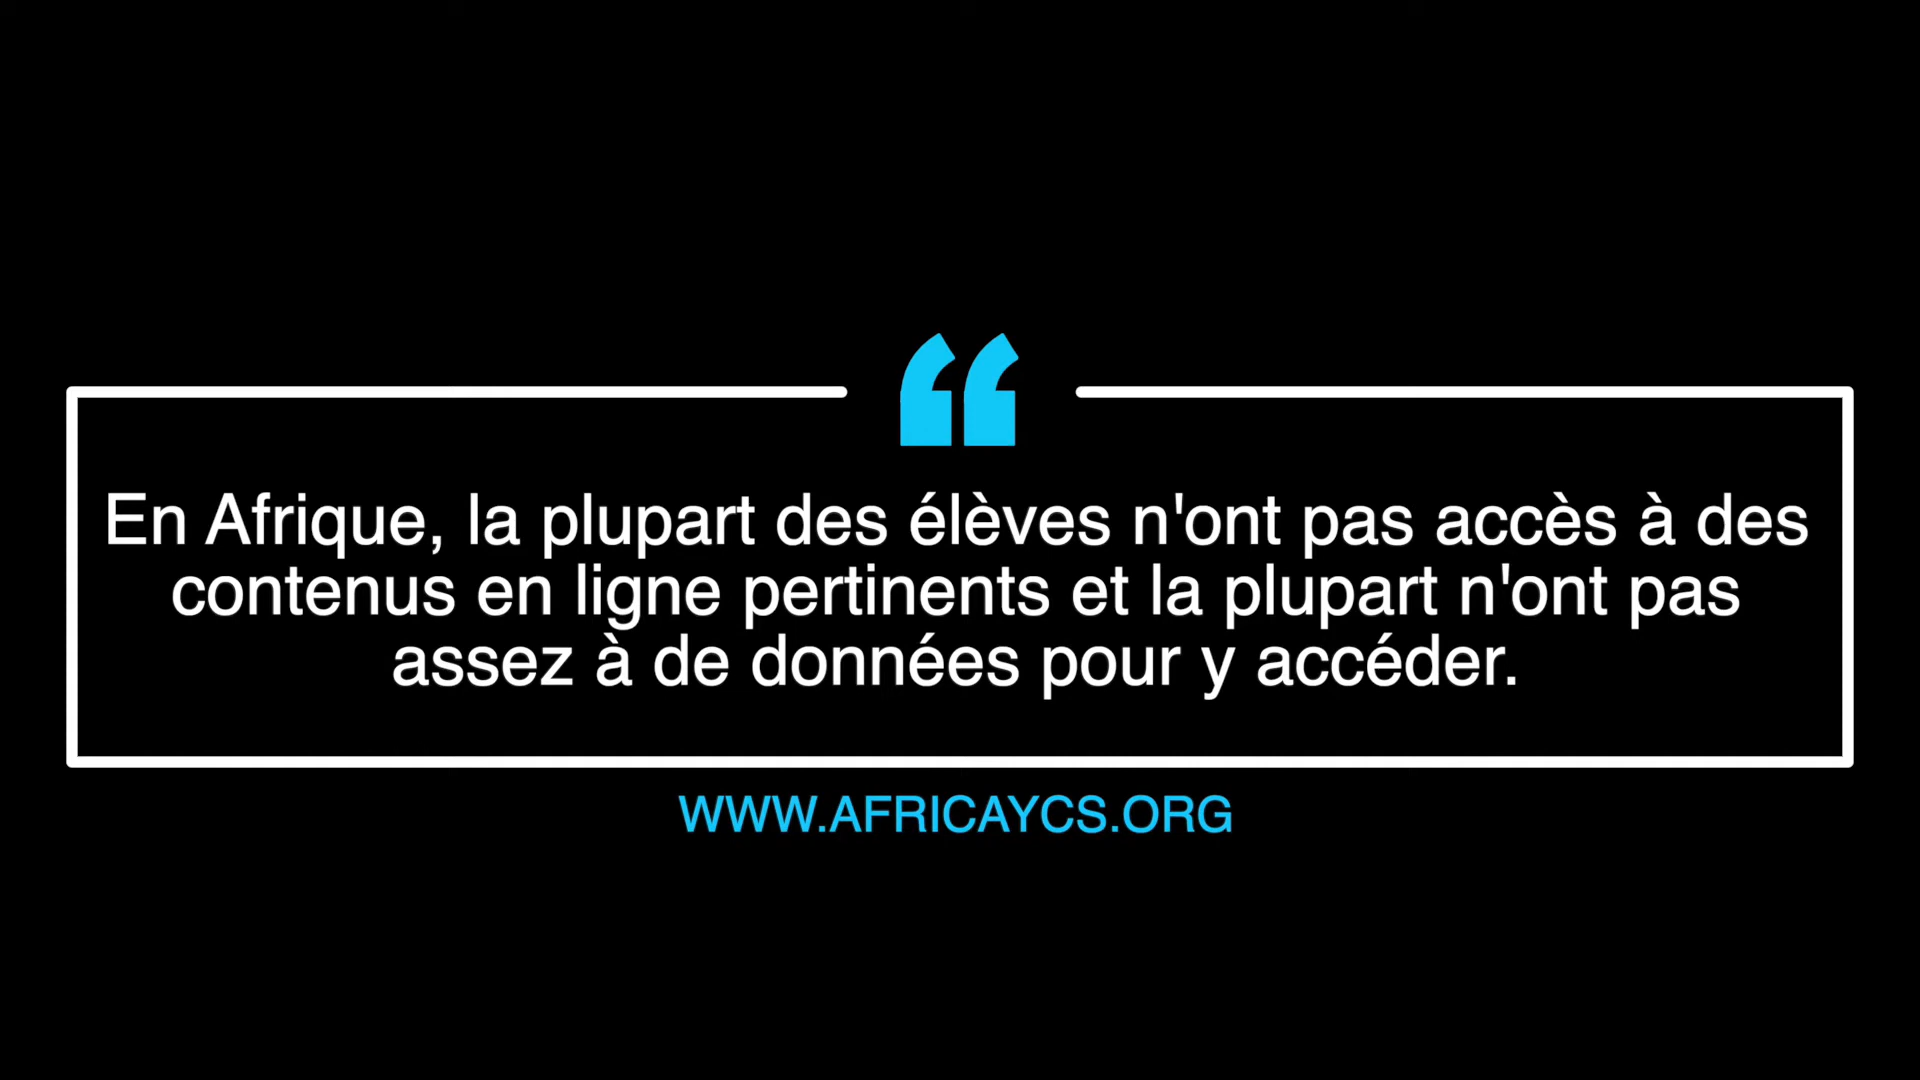 En Afrique, la plupart des élèves n'ont pas accès à des
contenus en ligne pertinents et la plupart n'ont pas
assez à de données pour y accéder.
WWW.AFRICAYCS.ORG